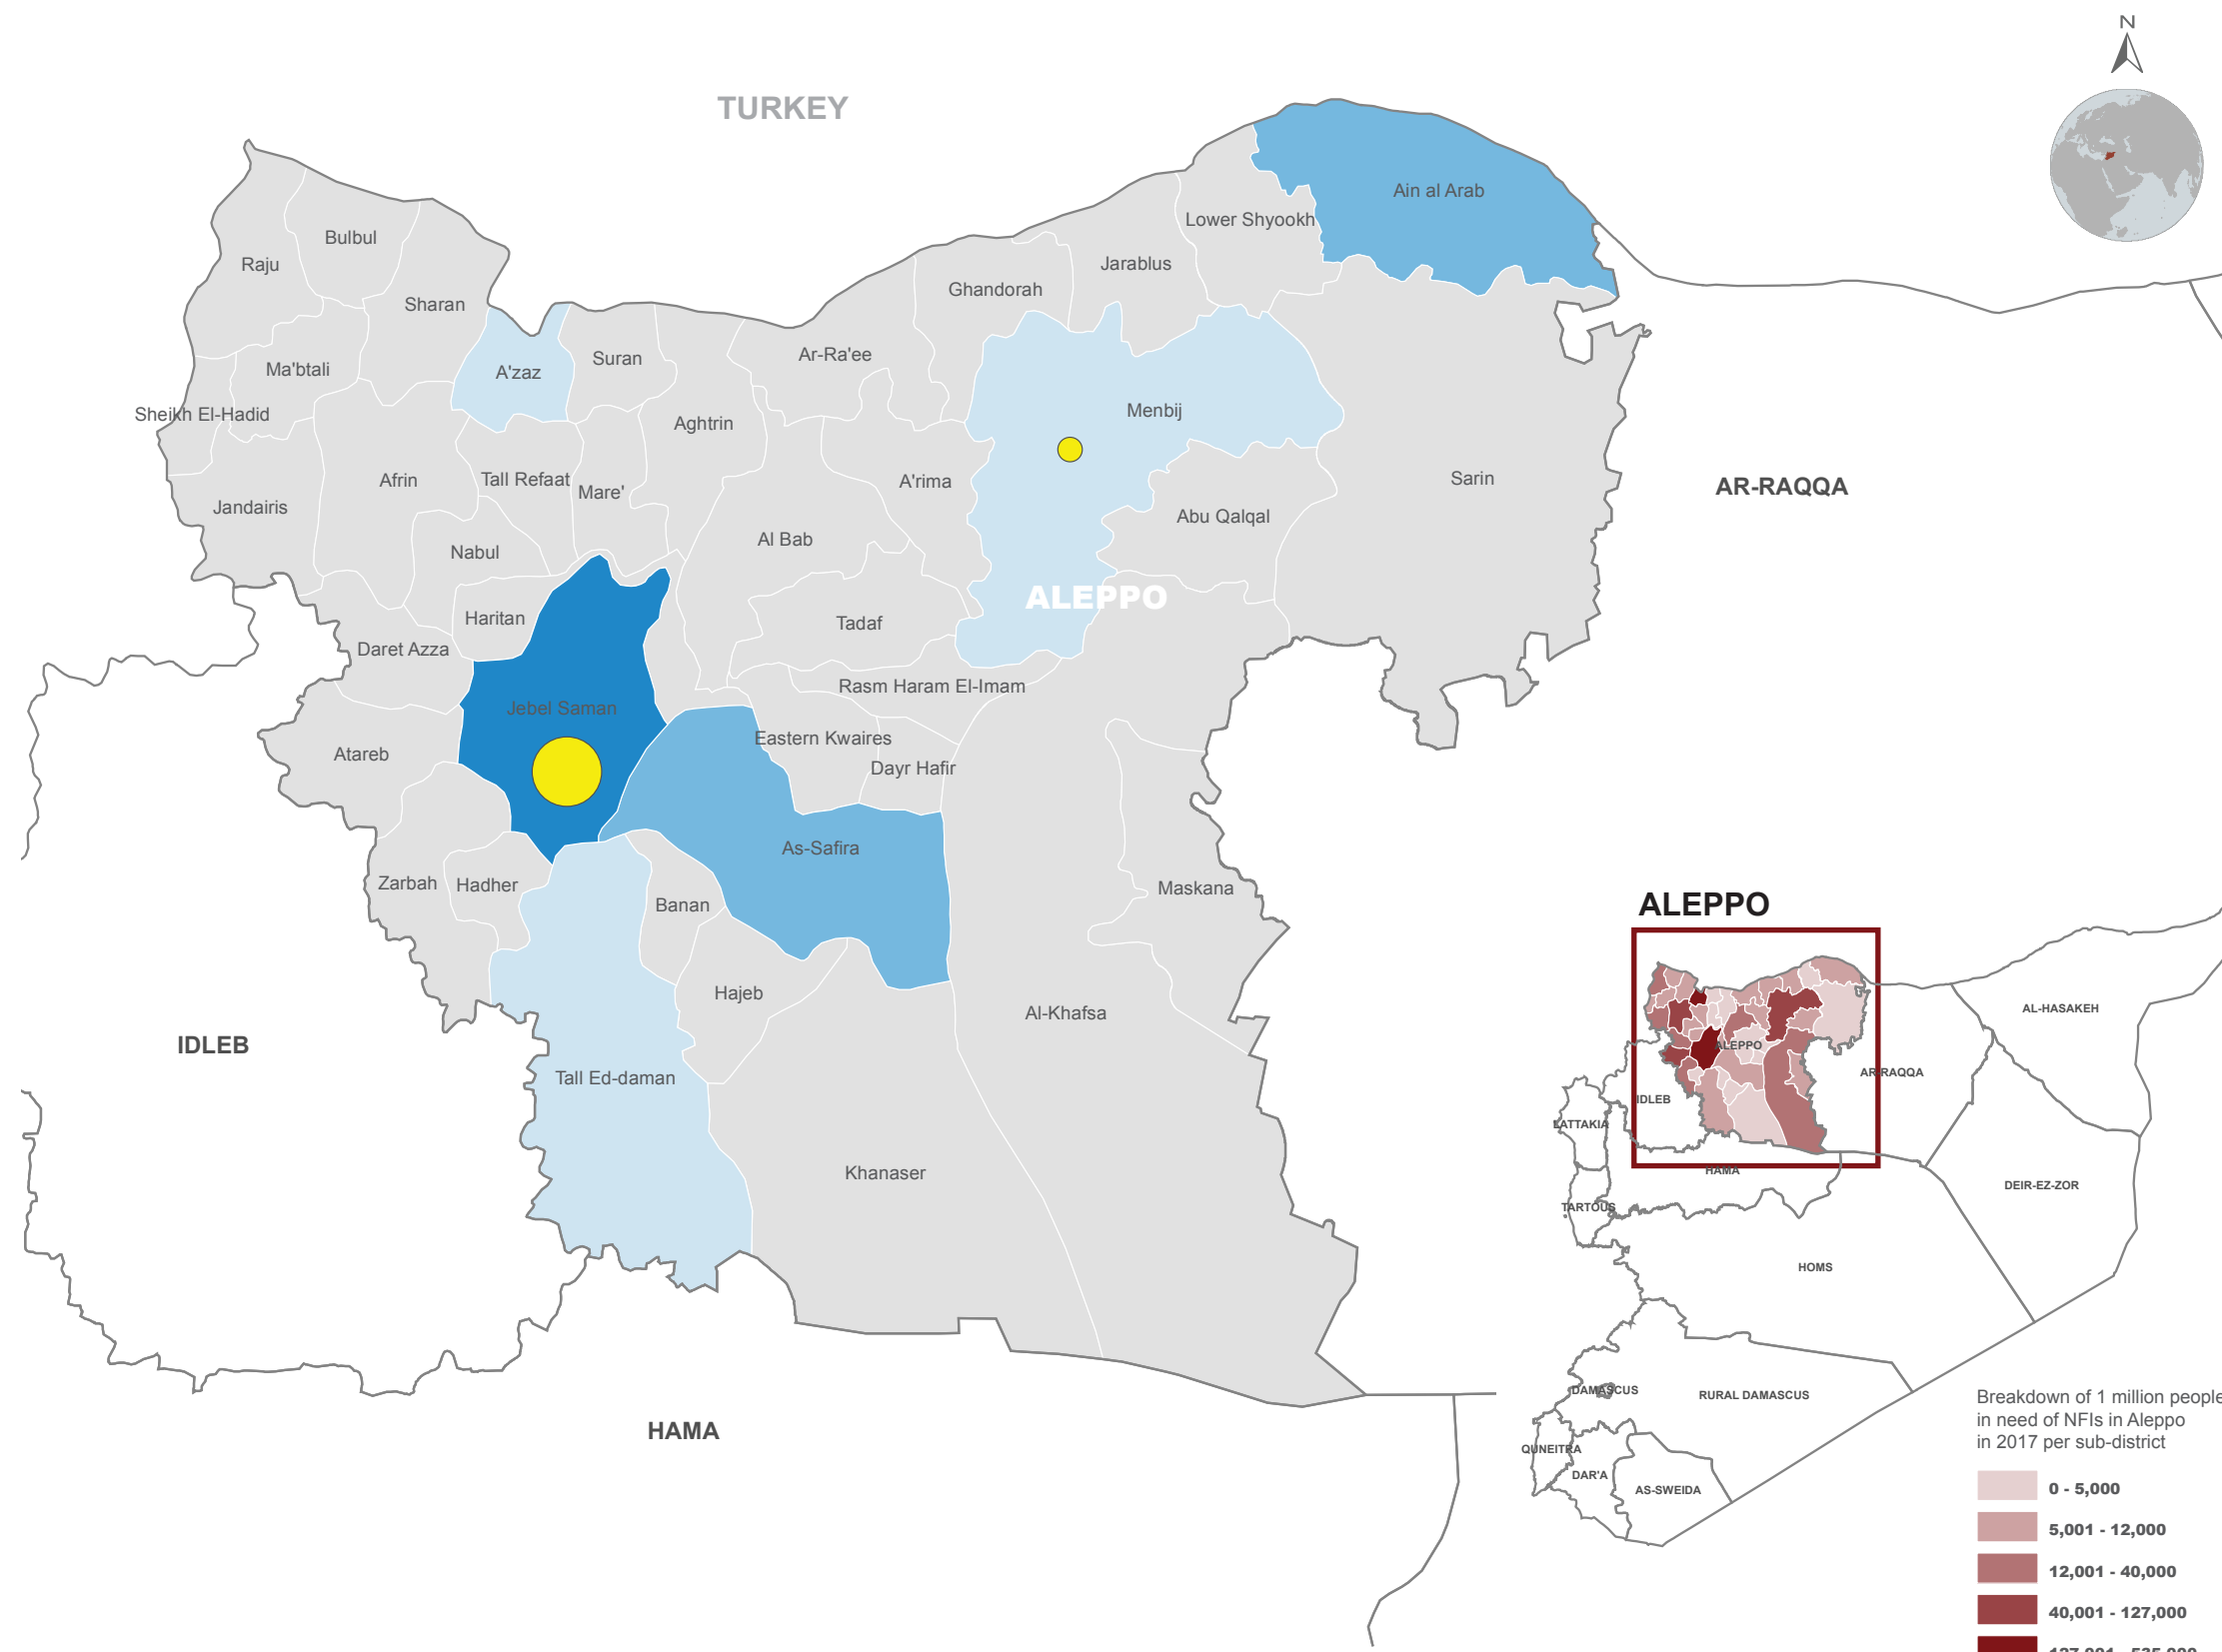 N
TURKEY
Ain al Arab
Lower Shyookh
Bulbul
Raju
Jarablus
Ghandorah
Sharan
Ar-Ra'ee
Suran
Ma'btali
A'zaz
Menbij
Sheikh El-Hadid
Aghtrin
Sarin
Afrin
Tall Refaat
A'rima
AR-RAQQA
Mare'
Jandairis
Abu Qalqal
Al Bab
Nabul
ALEPPO
Haritan
Tadaf
Daret Azza
Rasm Haram El-Imam
Jebel Saman
Eastern Kwaires
Atareb
Dayr Hafir
As-Safira
Zarbah
Hadher
Maskana
Banan
Hajeb
Al-Khafsa
IDLEB
Tall Ed-daman
Khanaser
HAMA
ALEPPO
AL-HASAKEH
ALEPPO
AR-RAQQA
IDLEB
LATTAKIA
HAMA
DEIR-EZ-ZOR
TARTOUS
HOMS
DAMASCUS
RURAL DAMASCUS
QUNEITRA
DAR'A
AS-SWEIDA
Breakdown of 1 million people
in need of NFIs in Aleppo
in 2017 per sub-district
0 - 5,000
5,001 - 12,000
12,001 - 40,000
40,001 - 127,000
127,001 - 535,000